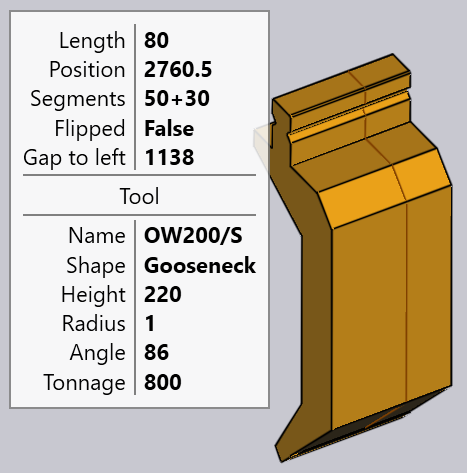 Length 80
Position 2760.5
Segments 50+30
Flipped False
Gap to left 1138
Tool
Name OW200/S
Shape Gooseneck
Height 220
Radius 1
Angle 86
Tonnage 800